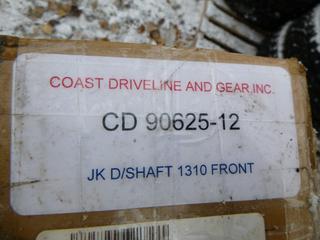 COAST DRIVELINE AND GEAR INC.
CD 90625-12
JK D/SHAFT 1310 FRONT